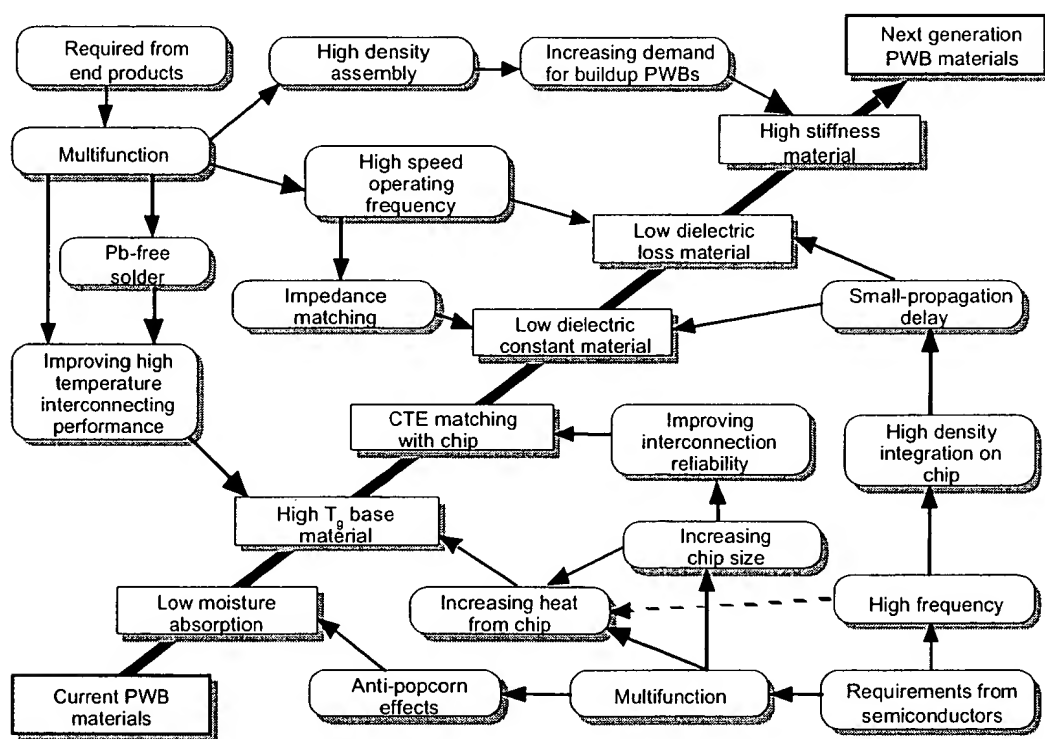 Required from
end products
High density
assembly
Increasing demand
for buildup PWBs
Next generation
PWB materials
Multifunction
High speed
operating
frequency
High stiffness
material
Pb-free
solder
Low dielectric
loss material
Impedance
matching
Low dielectric
constant material
Small-propagation
delay
Improving high
temperature
interconnecting
performance
CTE matching
with chip
Improving
interconnection
reliability
High density
integration on
chip
High Tg base
material
Increasing
chip size
Low moisture
absorption
Increasing heat
from chip
High frequency
Current PWB
materials
Anti-popcorn
effects
Multifunction
Requirements from
semiconductors